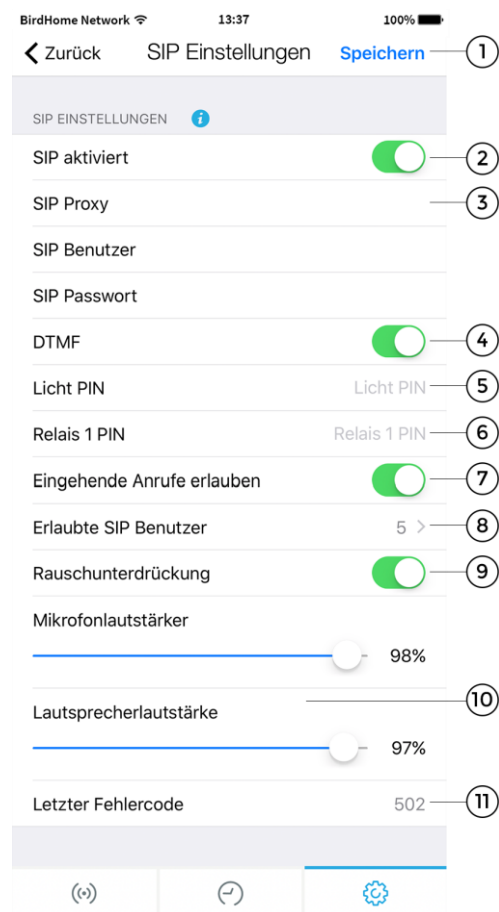 BirdHome Network 13:37 100%
Zurück SIP Einstellungen Speichern 1
SIP EINSTELLUNGEN i
SIP aktiviert 2
SIP Proxy 3
SIP Benutzer
SIP Passwort
DTMF 4
Licht PIN Licht PIN 5
Relais 1 PIN Relais 1 PIN 6
Eingehende Anrufe erlauben 7
Erlaubte SIP Benutzer 5 > 8
Rauschunterdrückung 9
Mikrofonlautstärker
98%
10
Lautsprecherlautstärke
97%
Letzter Fehlercode 502 11